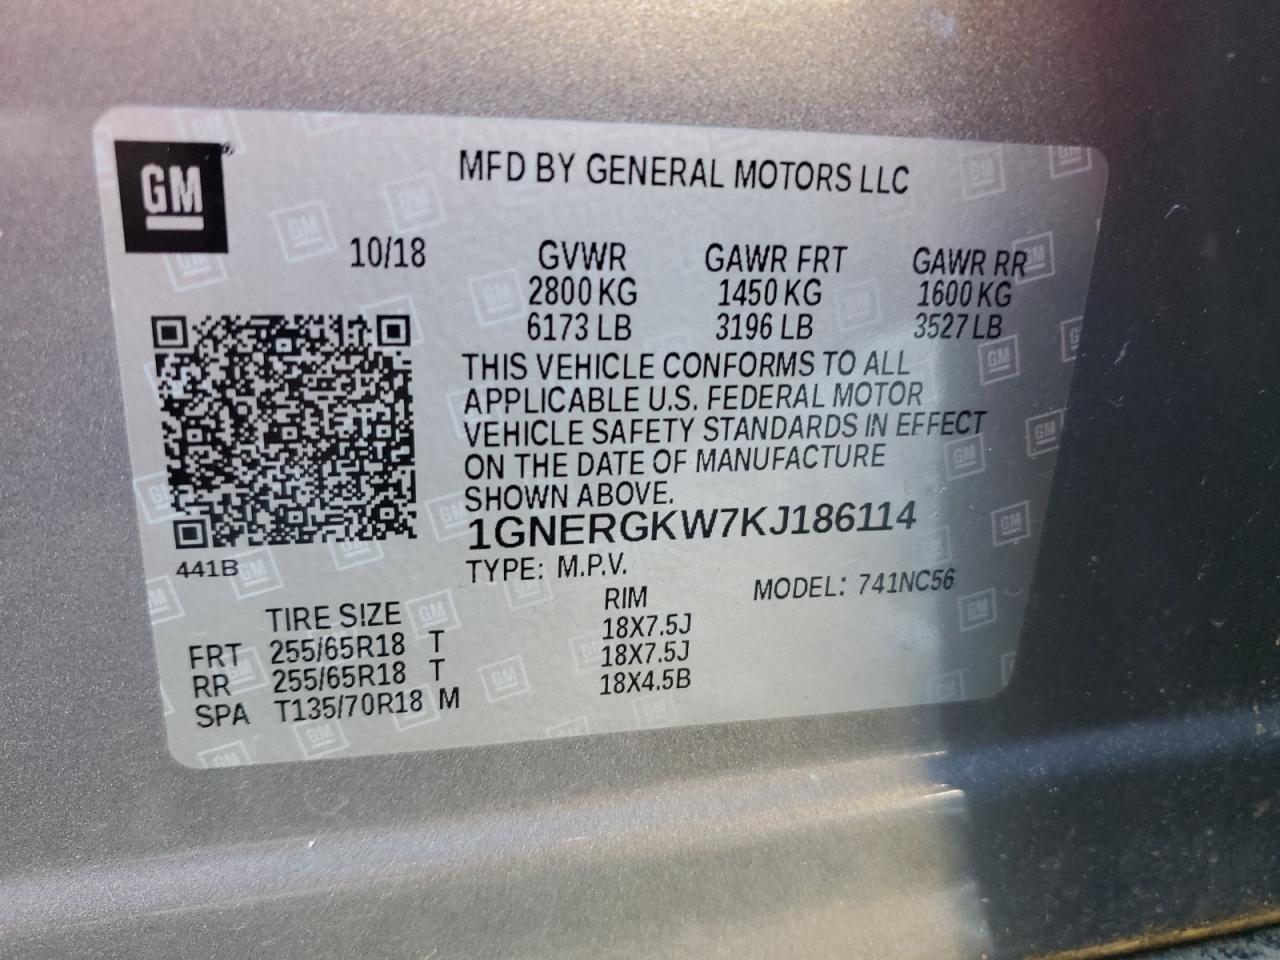 GM
MFD BY GENERAL MOTORS LLC
10/18 GVWR GAWR FRT GAWR RR
2800 KG 1450 KG 1600 KG
6173 LB 3196 LB 3527 LB
THIS VEHICLE CONFORMS TO ALL
APPLICABLE U.S. FEDERAL MOTOR
VEHICLE SAFETY STANDARDS IN EFFECT
ON THE DATE OF MANUFACTURE
SHOWN ABOVE.
1GNERGKW7KJ186114
441B
TYPE: M.P.V. MODEL: 741NC56
TIRE SIZE RIM
FRT 255/65R18 T 18X7.5J
RR 255/65R18 T 18X7.5J
SPA T135/70R18 M 18X4.5B